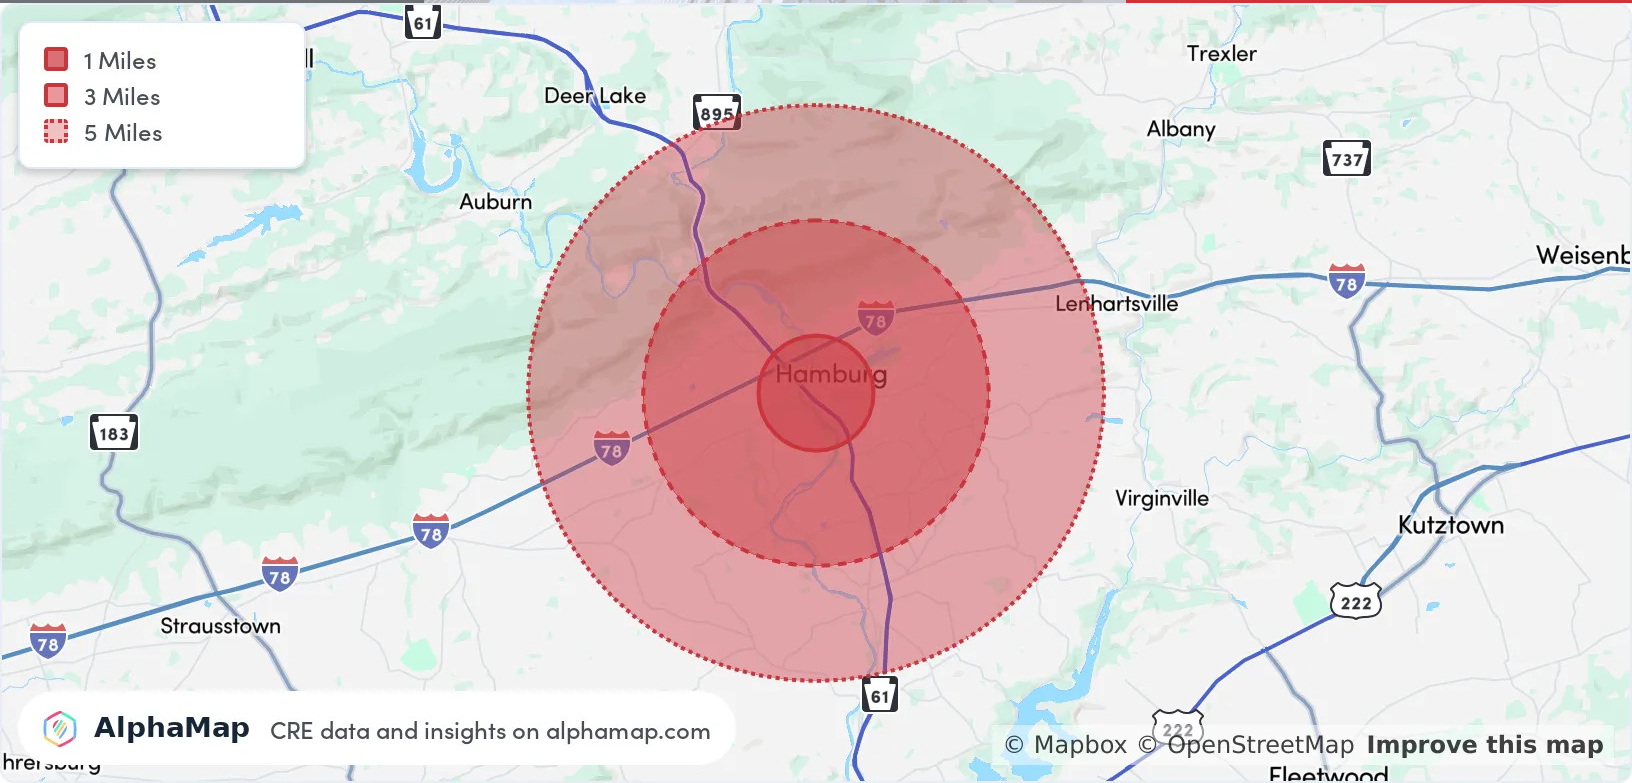 61
ll
1 Miles
3 Miles
5 Miles
Trexler
Deer Lake
895
Albany
737
Auburn
Weisenb
78
Lenhartsville
78
Hamburg
183
78
Virginville
78
Kutztown
78
222
Strausstown
78
61
222
AlphaMap CRE data and insights on alphamap.com
© Mapbox © OpenStreetMap Improve this map
hrersburg
Fleetwood